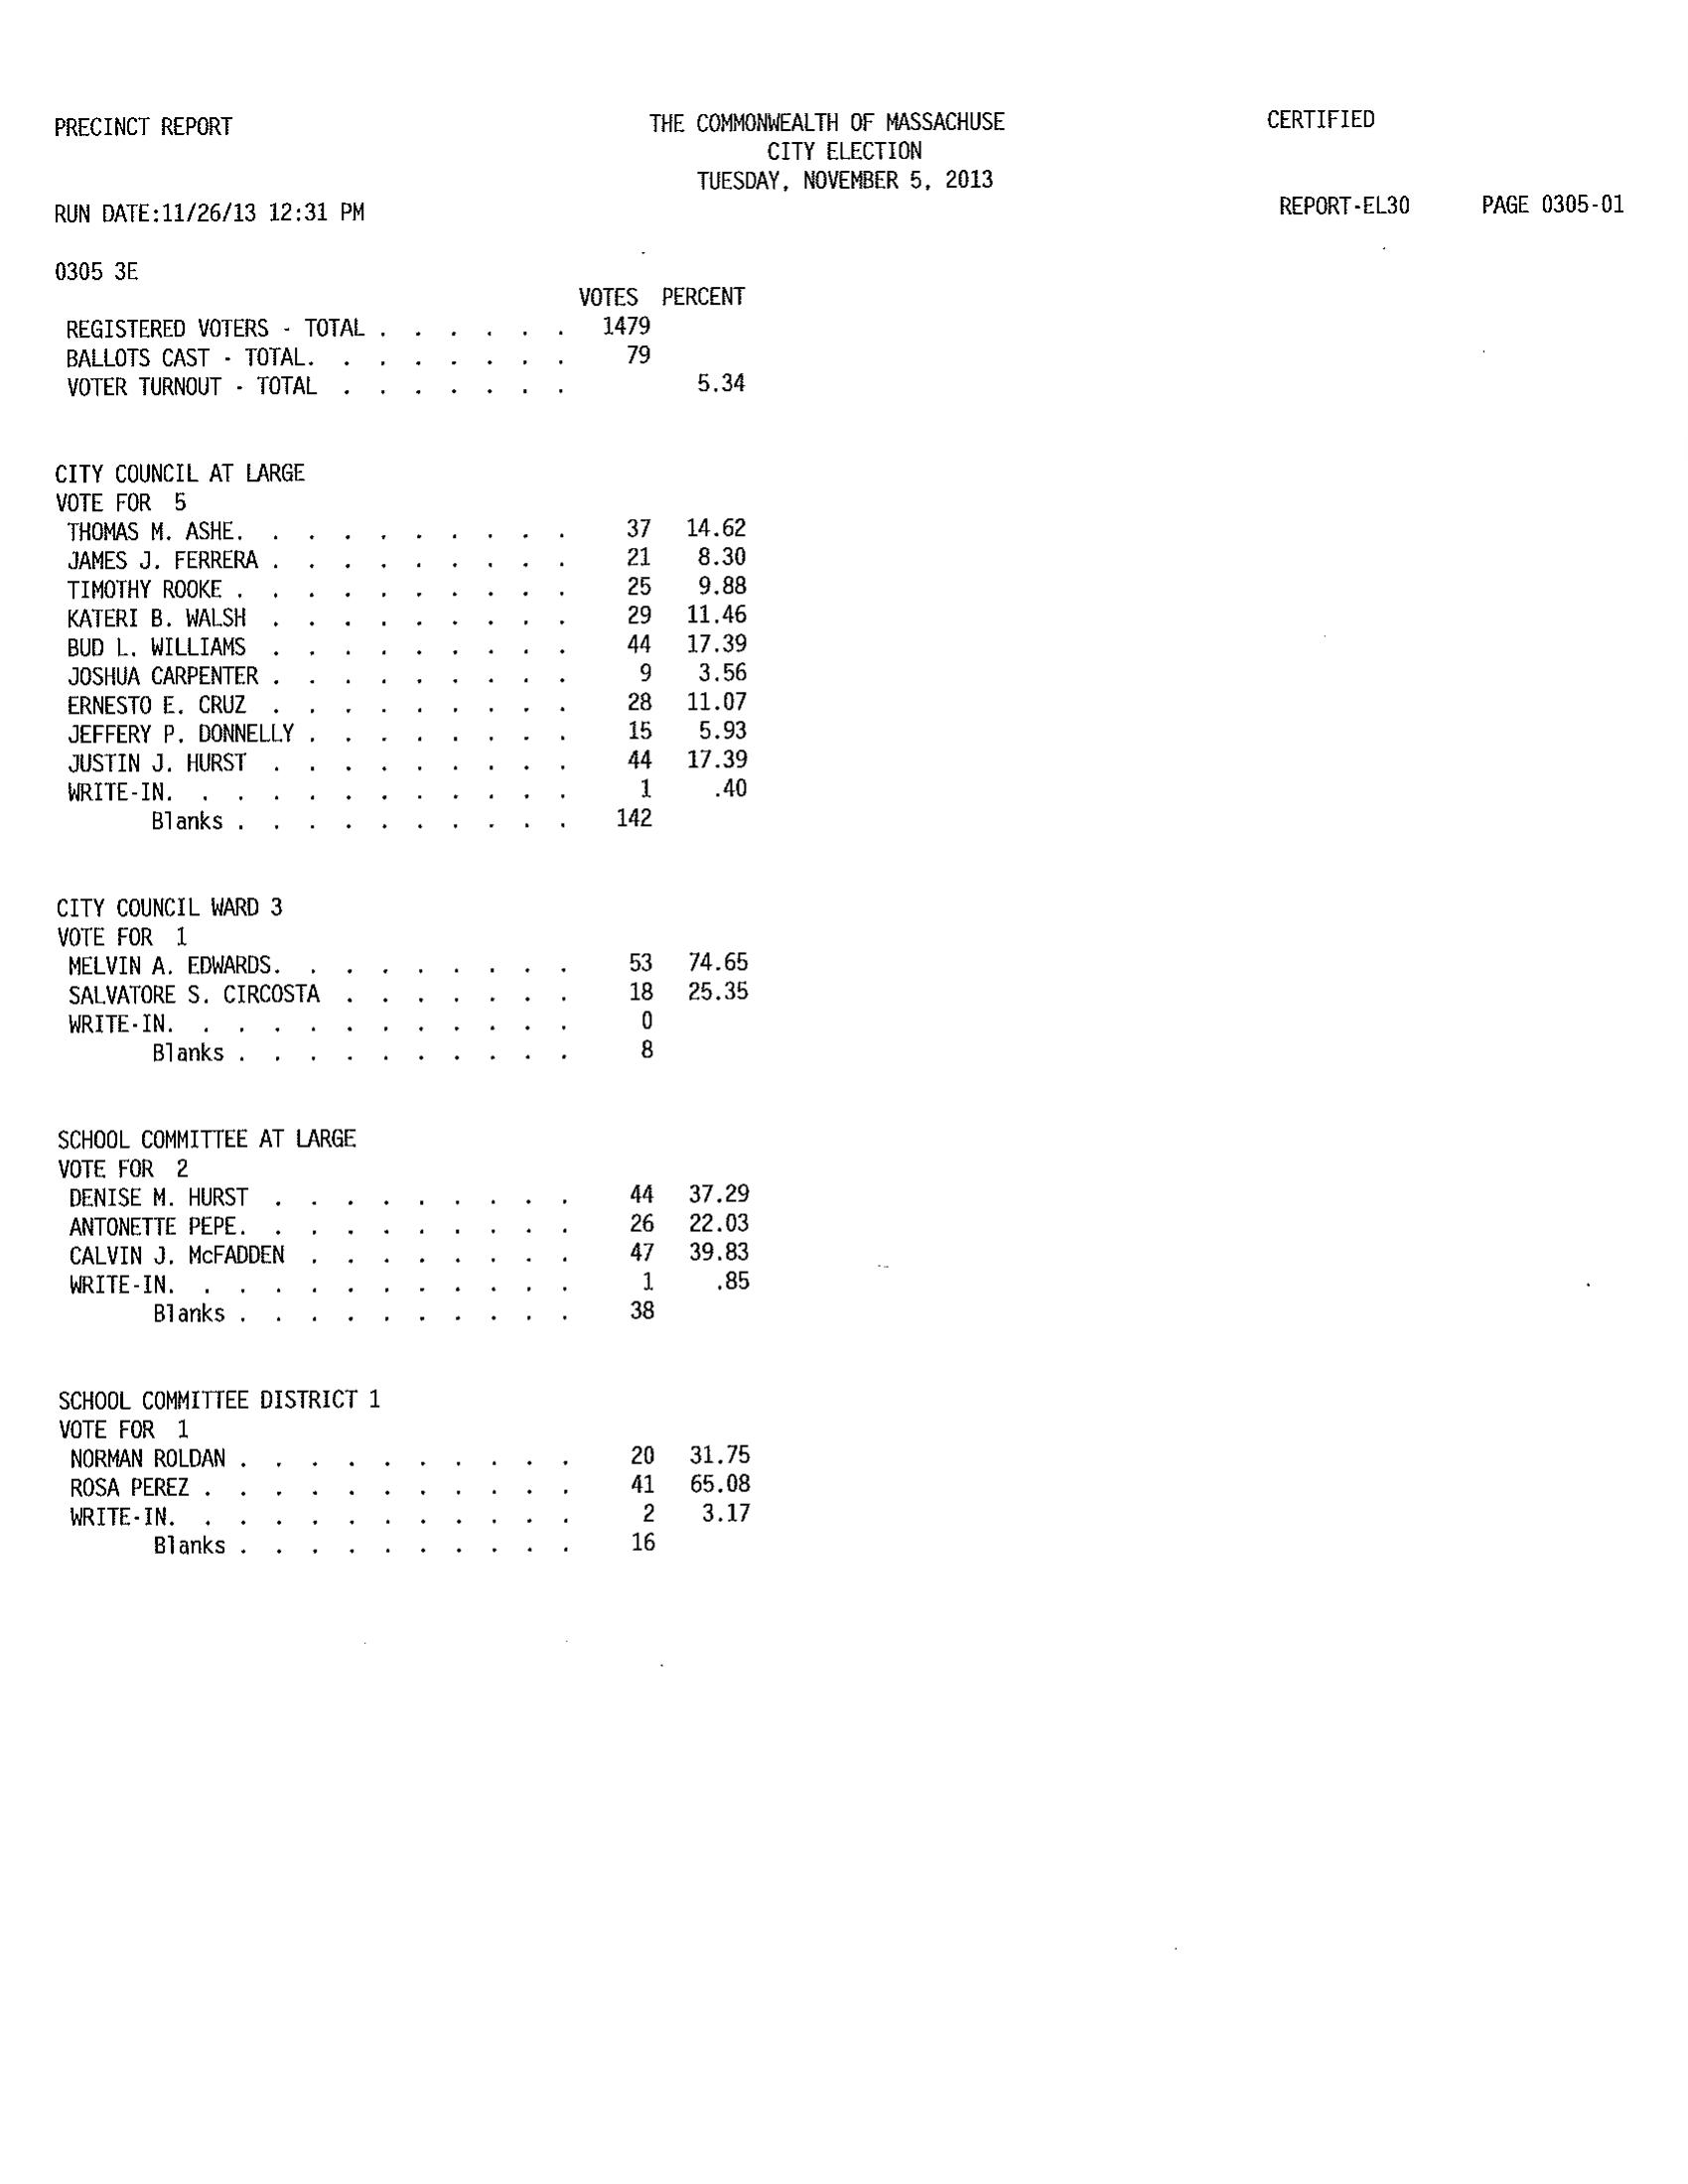 PRECINCT REPORT THE COMMONWEALTH OF MASSACHUSE CERTIFIED
CITY ELECTION
TUESDAY, NOVEMBER 5, 2013
RUN DATE:11/26/13 12:31 PM REPORT-EL30 PAGE 0305-01
0305 3E
VOTES PERCENT
REGISTERED VOTERS - TOTAL . . . . . . 1479
BALLOTS CAST - TOTAL. . . . . . . . 79
VOTER TURNOUT - TOTAL . . . . . . . 5.34
CITY COUNCIL AT LARGE
VOTE FOR 5
THOMAS M. ASHE. . . . . . . . . . 37 14.62
JAMES J. FERRERA . . . . . . . . . 21 8.30
TIMOTHY ROOKE . . . . . . . . . . 25 9.88
KATERI B. WALSH . . . . . . . . . 29 11.46
BUD L. WILLIAMS . . . . . . . . . 44 17.39
JOSHUA CARPENTER . . . . . . . . . 9 3.56
ERNESTO E. CRUZ . . . . . . . . . 28 11.07
JEFFERY P. DONNELLY . . . . . . . . 15 5.93
JUSTIN J. HURST . . . . . . . . . 44 17.39
WRITE-IN. . . . . . . . . . . . 1 .40
Blanks . . . . . . . . . . 142
CITY COUNCIL WARD 3
VOTE FOR 1
MELVIN A. EDWARDS. . . . . . . . . 53 74.65
SALVATORE S. CIRCOSTA . . . . . . . 18 25.35
WRITE-IN. . . . . . . . . . . . 0
Blanks . . . . . . . . . . 8
SCHOOL COMMITTEE AT LARGE
VOTE FOR 2
DENISE M. HURST . . . . . . . . . 44 37.29
ANTONETTE PEPE. . . . . . . . . . 26 22.03
CALVIN J. McFADDEN . . . . . . . . 47 39.83
WRITE-IN. . . . . . . . . . . . 1 .85
Blanks . . . . . . . . . . 38
SCHOOL COMMITTEE DISTRICT 1
VOTE FOR 1
NORMAN ROLDAN . . . . . . . . . . 20 31.75
ROSA PEREZ . . . . . . . . . . . 41 65.08
WRITE-IN. . . . . . . . . . . . 2 3.17
Blanks . . . . . . . . . . 16